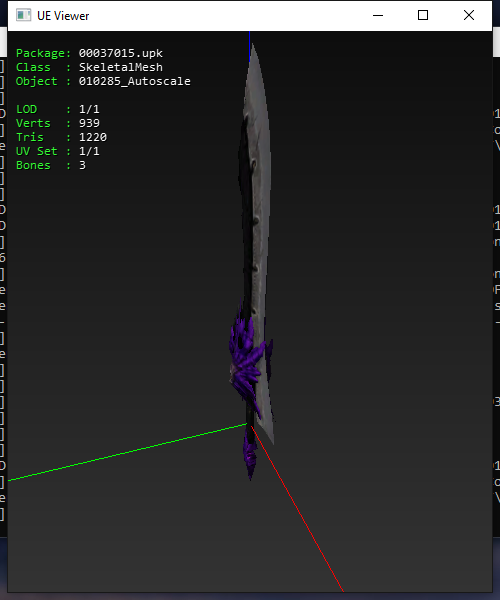 UE Viewer
Package: 00037015.upk
Class  : SkeletalMesh
Object : 010285_Autoscale
LOD    : 1/1
Verts  : 939
Tris   : 1220
UV Set : 1/1
Bones  : 3